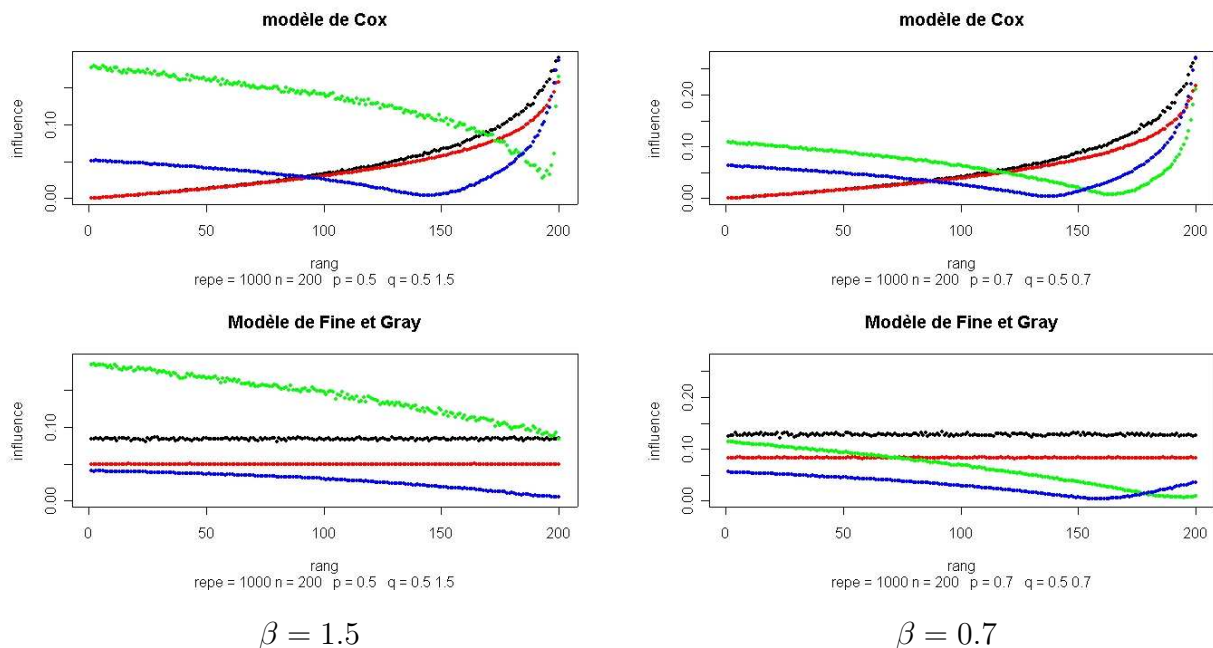 modèle de Cox
influence
0.00 0.10
0 50 100 150 200
rang
repe = 1000 n = 200 p = 0.5 q = 0.5 1.5
modèle de Cox
influence
0.00 0.10 0.20
0 50 100 150 200
rang
repe = 1000 n = 200 p = 0.7 q = 0.5 0.7
Modèle de Fine et Gray
influence
0.00 0.10
0 50 100 150 200
rang
repe = 1000 n = 200 p = 0.5 q = 0.5 1.5
Modèle de Fine et Gray
influence
0.00 0.10 0.20
0 50 100 150 200
rang
repe = 1000 n = 200 p = 0.7 q = 0.5 0.7
β = 1.5
β = 0.7